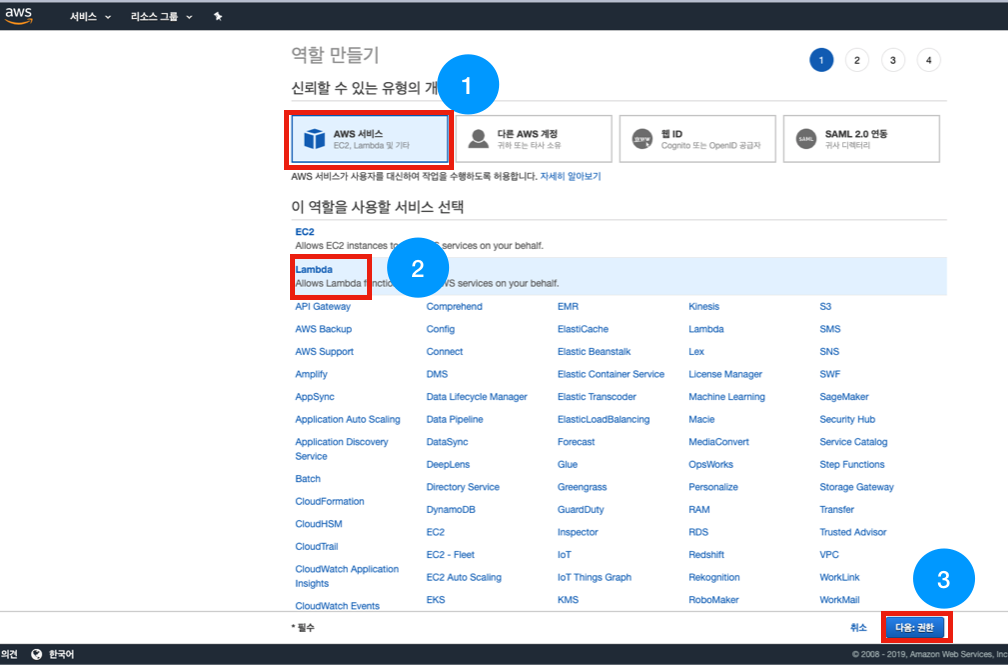 aws 서비스 리소스 그룹
역할 만들기
1 2 3 4
신뢰할 수 있는 유형의 개
1
AWS 서비스
EC2, Lambda 및 기타
다른 AWS 계정
귀하 또는 타사 소유
웹 ID
Cognito 또는 OpenID 공급자
SAML
SAML 2.0 연동
귀사 디렉터리
AWS 서비스가 사용자를 대신하여 작업을 수행하도록 허용합니다. 자세히 알아보기
이 역할을 사용할 서비스 선택
EC2
Allows EC2 instances to services on your behalf.
2
Lambda
Allows Lambda services on your behalf.
API Gateway Comprehend EMR Kinesis S3
AWS Backup Config ElastiCache Lambda SMS
AWS Support Connect Elastic Beanstalk Lex SNS
Amplify DMS Elastic Container Service License Manager SWF
AppSync Data Lifecycle Manager Elastic Transcoder Machine Learning SageMaker
Application Auto Scaling Data Pipeline ElasticLoadBalancing Macie Security Hub
Application Discovery DataSync Forecast MediaConvert Service Catalog
Service
DeepLens Glue OpsWorks Step Functions
Batch Directory Service Greengrass Personalize Storage Gateway
CloudFormation DynamoDB GuardDuty RAM Transfer
CloudHSM EC2 Inspector RDS Trusted Advisor
CloudTrail EC2 - Fleet IoT Redshift VPC
CloudWatch Application EC2 Auto Scaling IoT Things Graph Rekognition WorkLink
Insights
CloudWatch Events EKS KMS RoboMaker WorkMail
3
* 필수 취소 다음: 권한
의견 한국어 © 2008 - 2019, Amazon Web Services, Inc